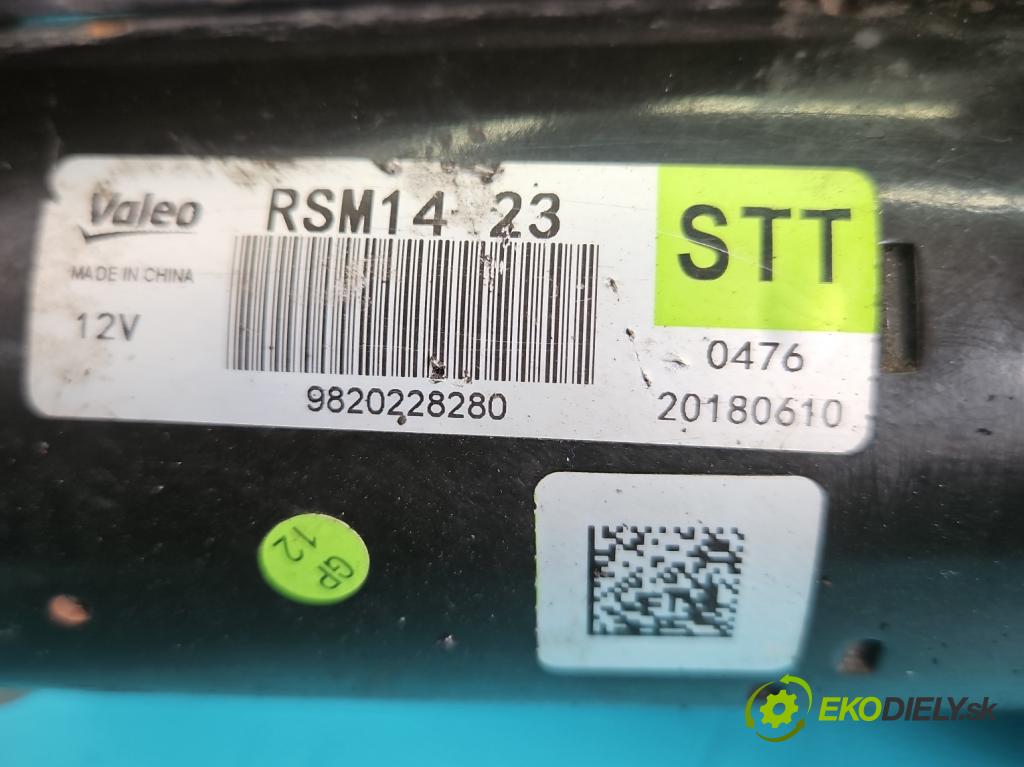 Valeo
RSM14 23
STT
MADE IN CHINA
12V
0476
9820228280
20180610
GP
12
EKODIELY.sk